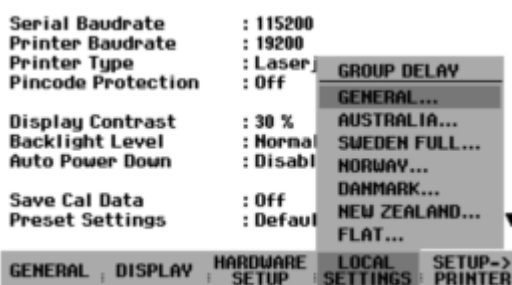 Serial Baudrate : 115200
Printer Baudrate : 19200
Printer Type : Laserj
Pincode Protection : Off
Display Contrast : 30 %
Backlight Level : Normal
Auto Power Down : Disabl
Save Cal Data : Off
Preset Settings : Defaul
GROUP DELAY
GENERAL...
AUSTRALIA...
SWEDEN FULL...
NORWAY...
DANMARK...
NEW ZEALAND...
FLAT...
GENERAL
DISPLAY
HARDWARE
SETUP
LOCAL
SETTINGS
SETUP->
PRINTER